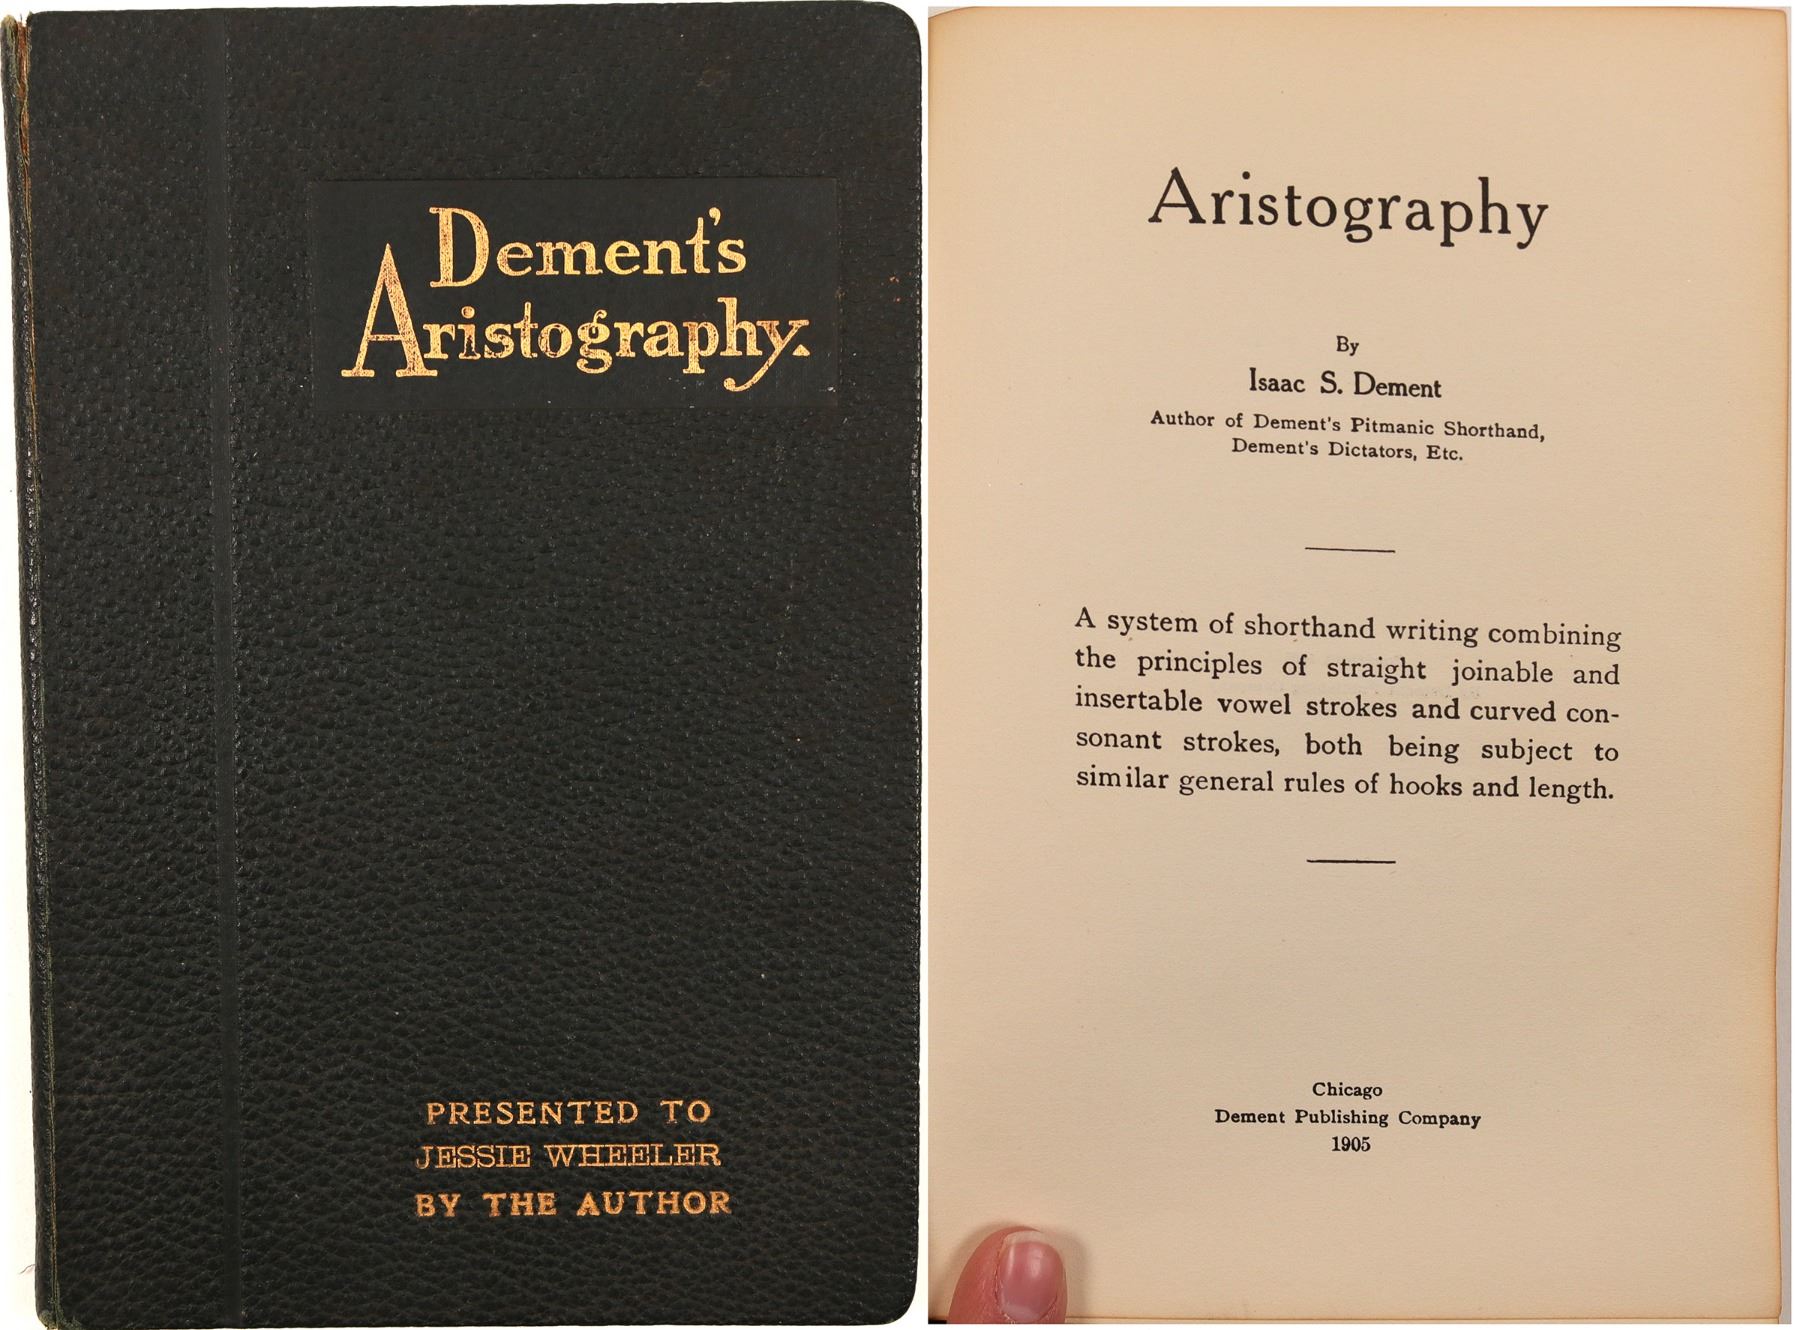 Dement's
Aristography.
PRESENTED TO
JESSIE WHEELER
BY THE AUTHOR
Aristography
By
Isaac S. Dement
Author of Dement's Pitmanic Shorthand,
Dement's Dictators, Etc.
A system of shorthand writing combining
the principles of straight joinable and
insertable vowel strokes and curved con-
sonant strokes, both being subject to
similar general rules of hooks and length.
Chicago
Dement Publishing Company
1905